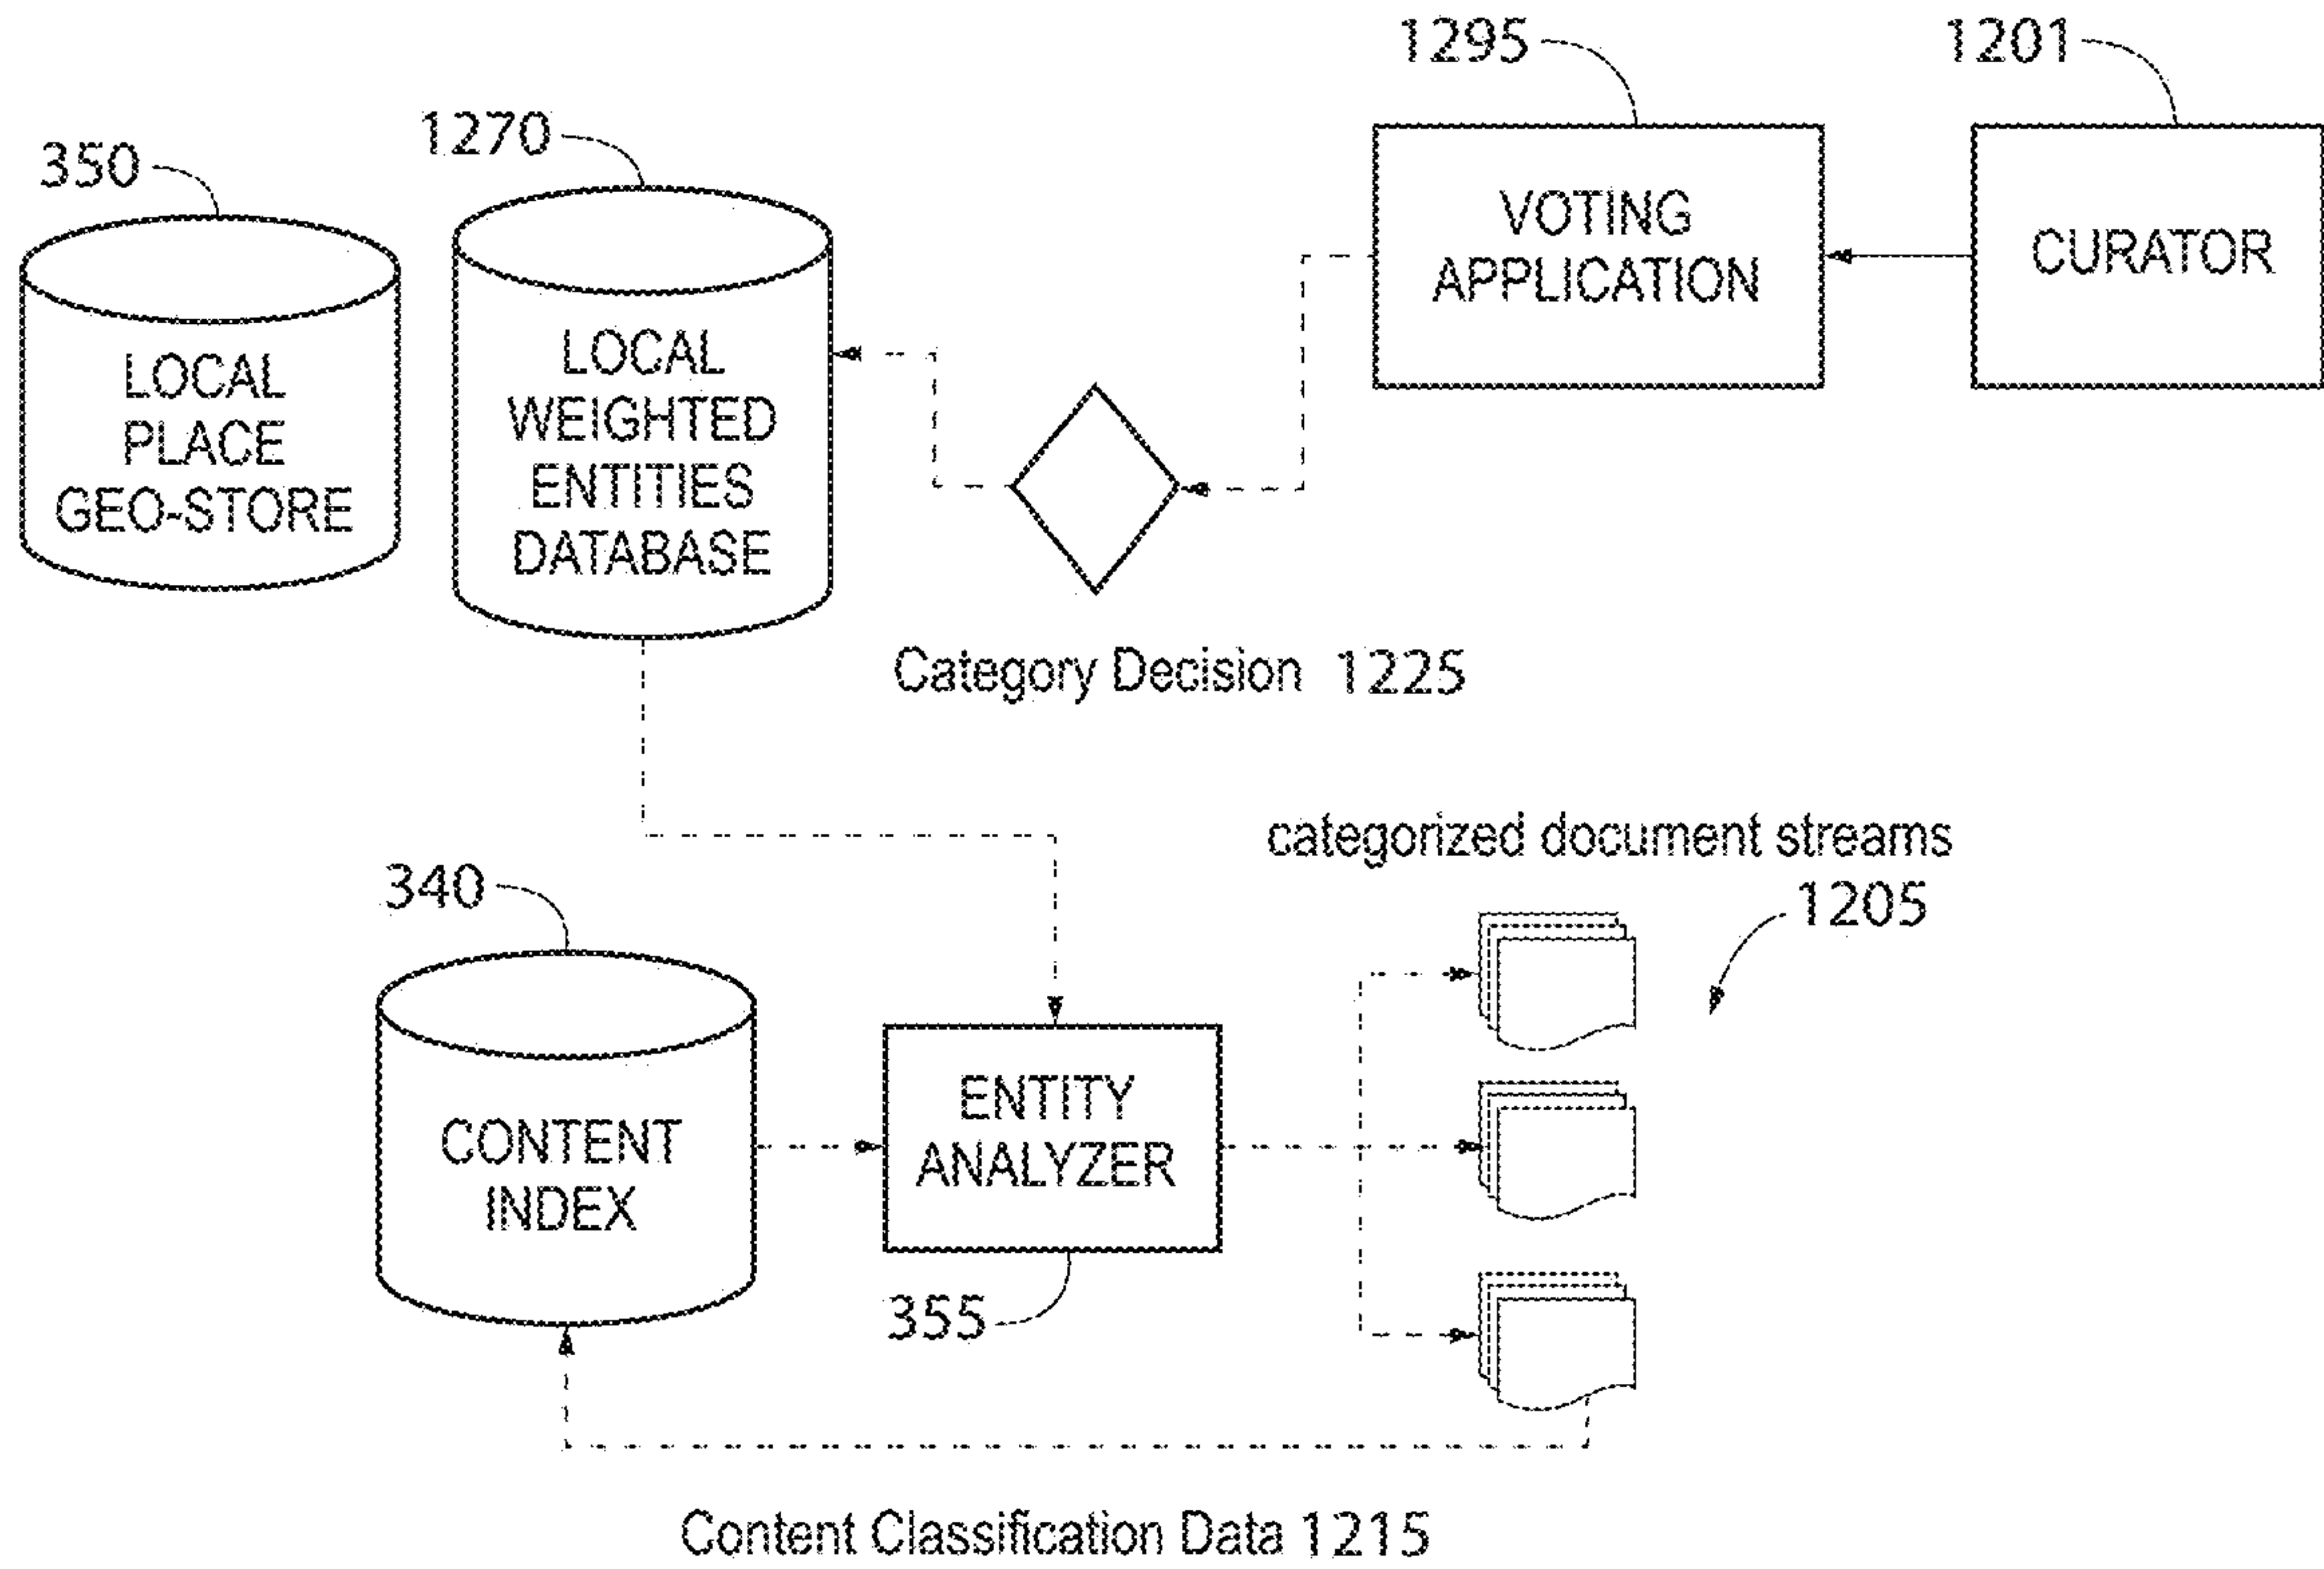 1295
1201
1270
350
VOTING
APPLICATION
CURATOR
LOCAL
PLACE
GEO-STORE
LOCAL
WEIGHTED
ENTITIES
DATABASE
Category Decision 1225
categorized document streams
1205
340
CONTENT
INDEX
ENTITY
ANALYZER
355
Content Classification Data 1215